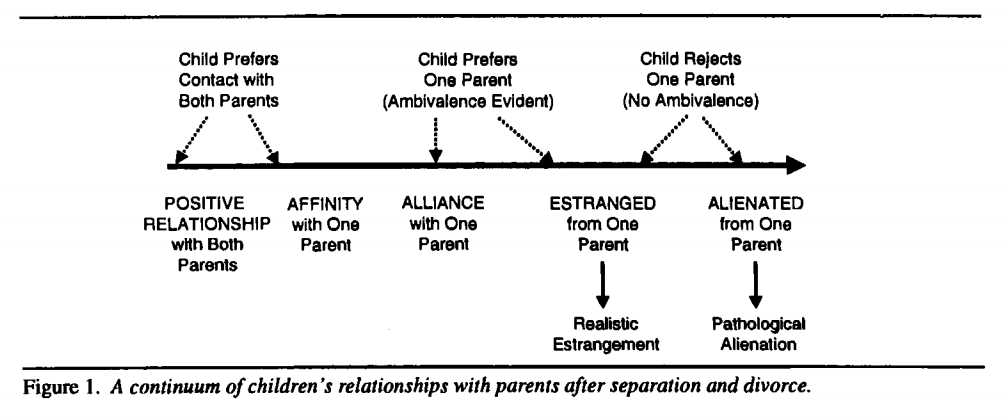 Child Prefers
Contact with
Both Parents
Child Prefers
One Parent
(Ambivalence Evident)
Child Rejects
One Parent
(No Ambivalence)
POSITIVE
RELATIONSHIP
with Both
Parents
AFFINITY
with One
Parent
ALLIANCE
with One
Parent
ESTRANGED
from One
Parent
ALIENATED
from One
Parent
Realistic
Estrangement
Pathological
Alienation
Figure 1. A continuum of children's relationships with parents after separation and divorce.